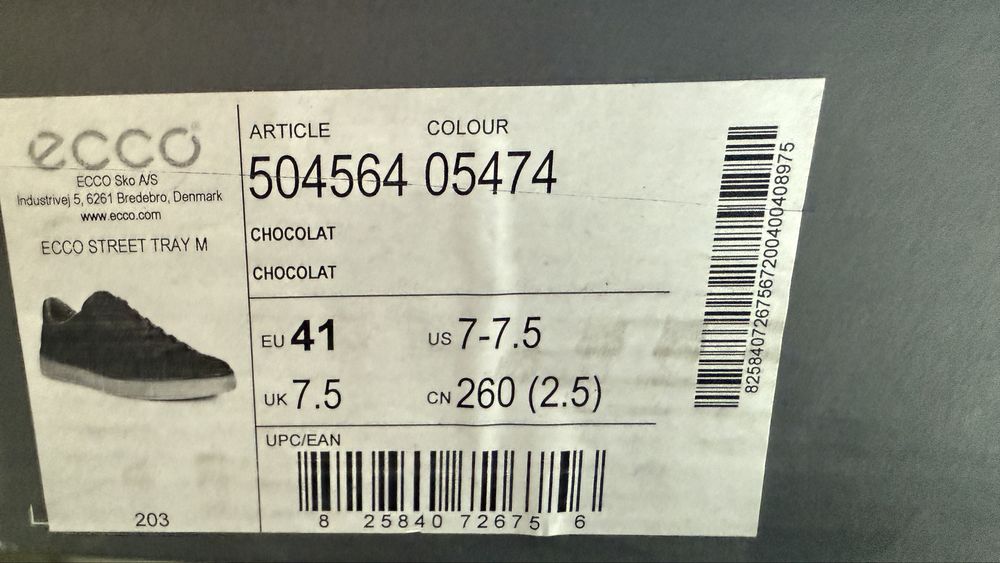 ecco
ECCO Sko A/S
Industrivej 5, 6261 Bredebro, Denmark
www.ecco.com
ECCO STREET TRAY M
203
ARTICLE COLOUR
504564 05474
CHOCOLAT
CHOCOLAT
EU 41 US 7-7.5
UK 7.5 CN 260 (2.5)
UPC/EAN
8 25840 72675 6
825840726756720040040897​5